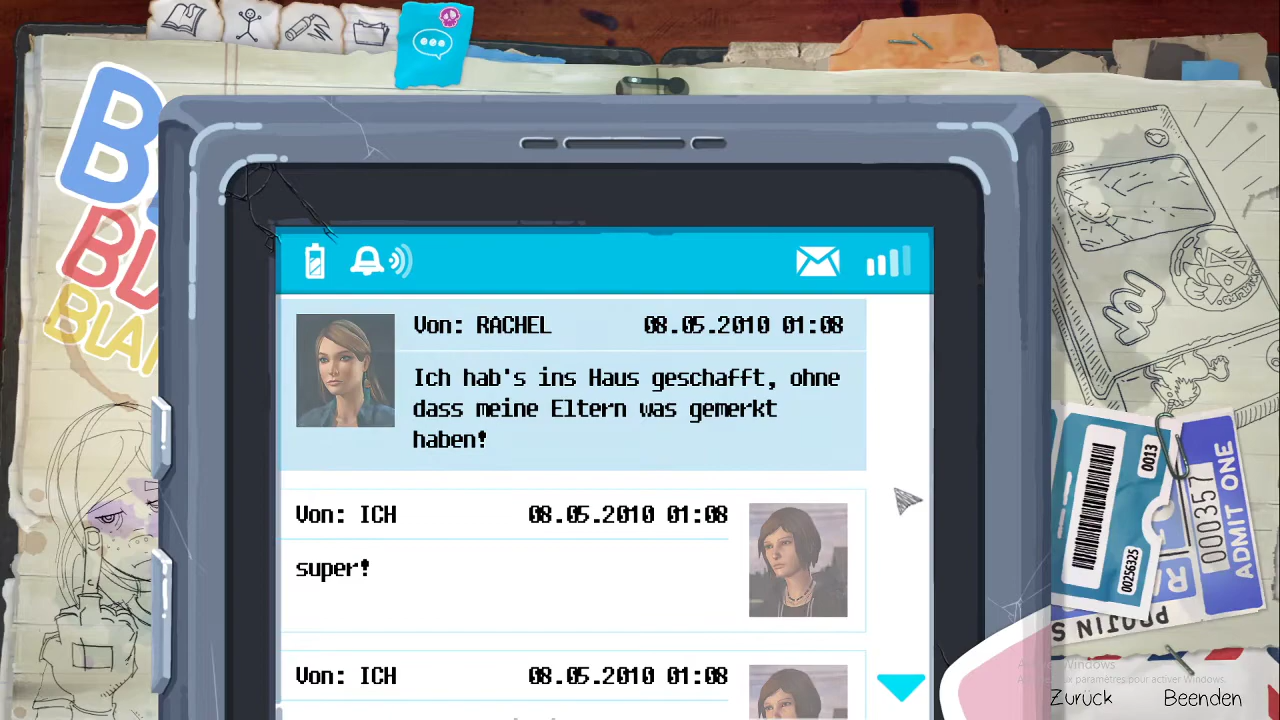 Von: RACHEL 08.05.2010 01:08
Ich hab's ins Haus geschafft, ohne
dass meine Eltern was gemerkt
haben!
Von: ICH 08.05.2010 01:08
super!
Von: ICH 08.05.2010 01:08
0013
00256325
000357
ADMIT ONE
Zurück
Beenden